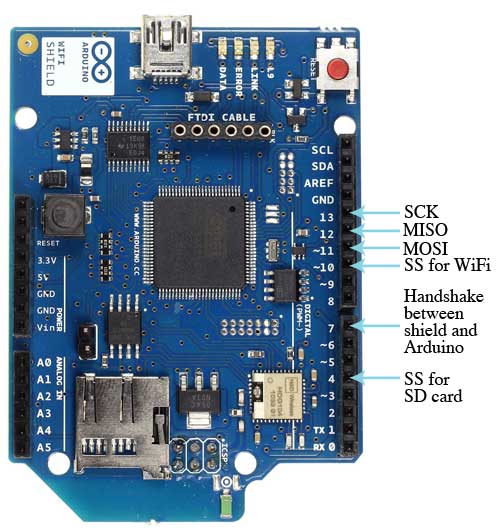 WIFI
SHIELD
ARDUINO
DATA
ERROR
LINK
L9
RESET
FTDI CABLE
BLK
SCL
SDA
AREF
GND
13
12
~11
~10
~9
8
7
~6
~5
4
~3
2
TX 1
RX 0
DIGITAL
(PWM~)
SCK
MISO
MOSI
SS for WiFi
Handshake
between
shield and
Arduino
SS for
SD card
WWW.ARDUINO.CC
RESET
3.3V
5V
GND
GND
Vin
POWER
ANALOG IN
A0
A1
A2
A3
A4
A5
ICSP